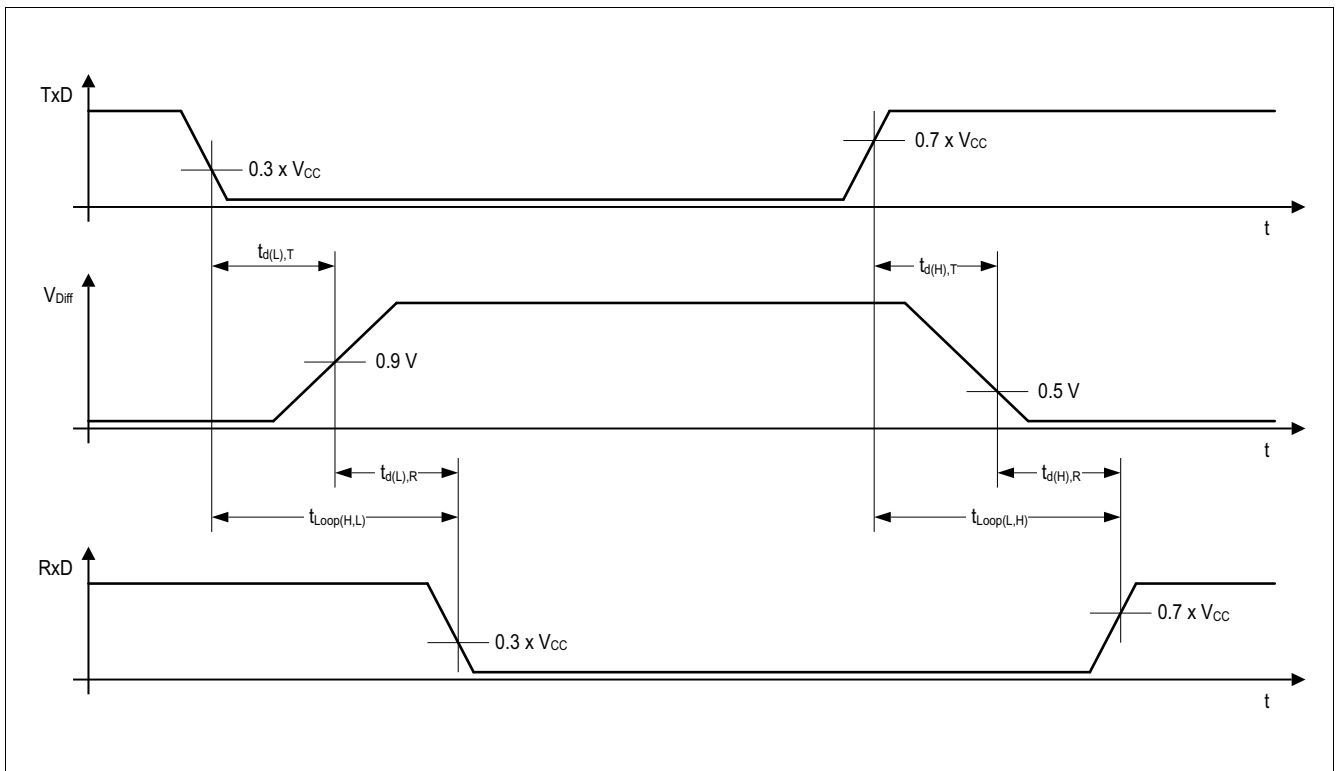 TxD
0.3 x VCC
0.7 x VCC
t
td(L),T
td(H),T
VDiff
0.9 V
0.5 V
t
td(L),R
td(H),R
tLoop(H,L)
tLoop(L,H)
RxD
0.3 x VCC
0.7 x VCC
t